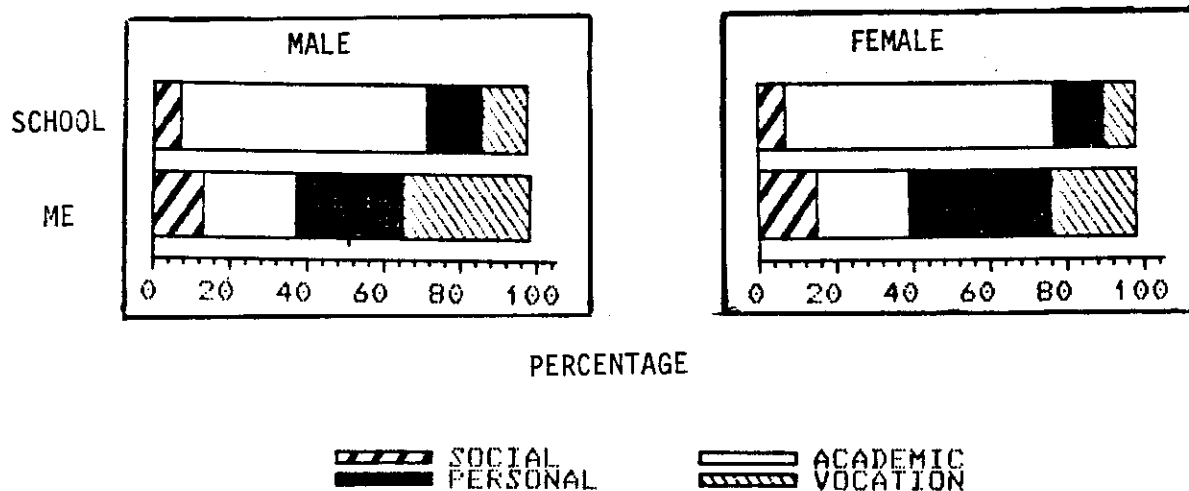 MALE FEMALE
SCHOOL
ME
0 20 40 60 80 100 0 20 40 60 80 100
PERCENTAGE
SOCIAL ACADEMIC
PERSONAL VOCATION